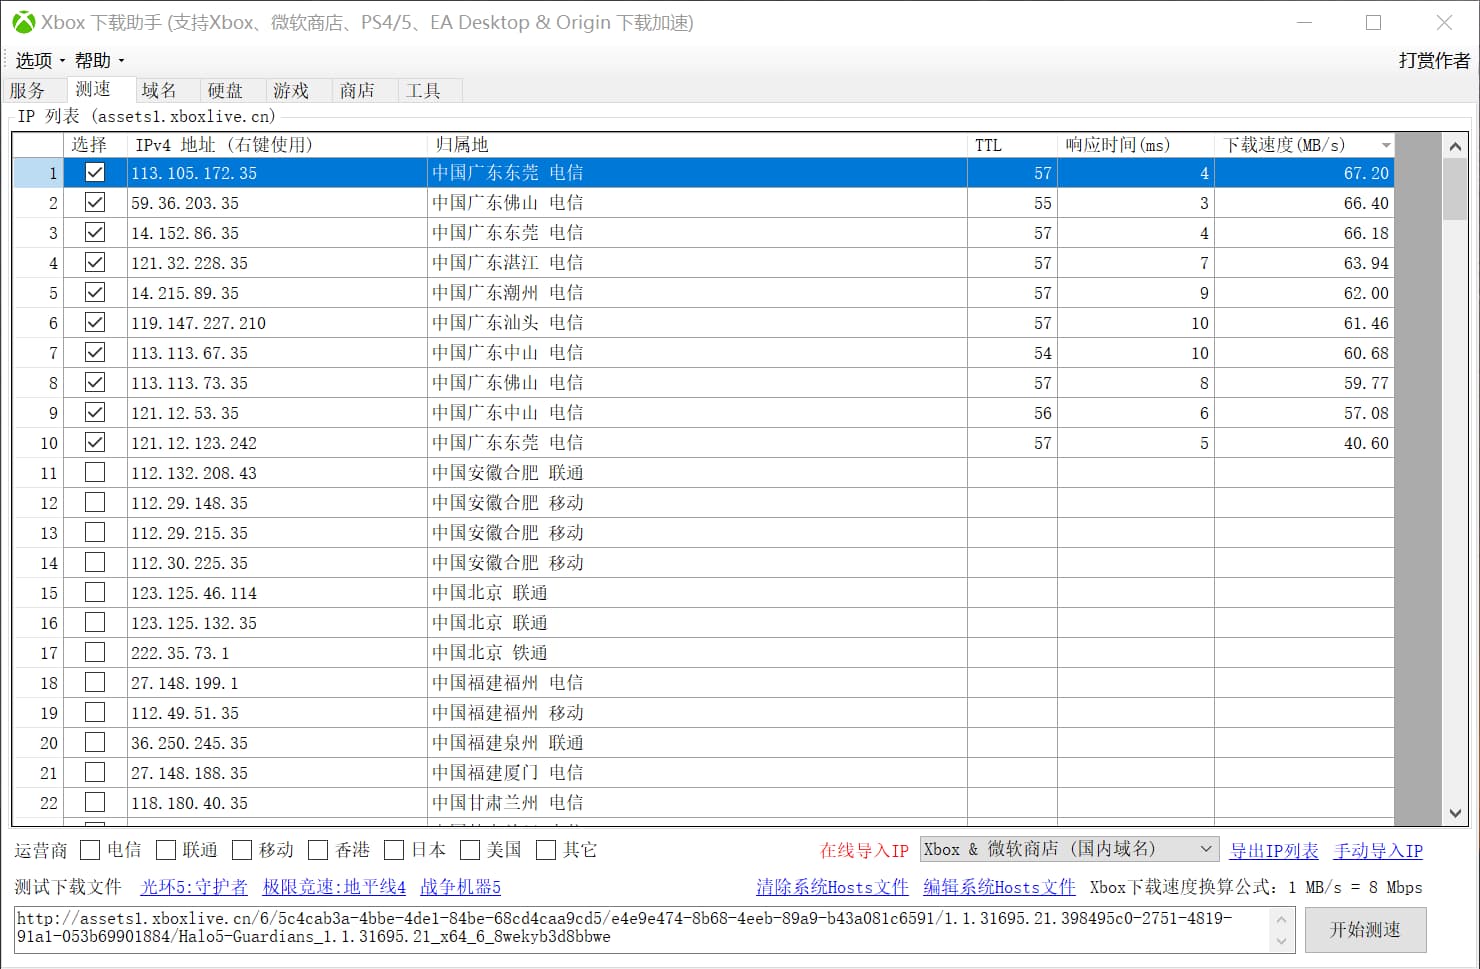 Xbox 下载助手 (支持Xbox、微软商店、PS4/5、EA Desktop & Origin 下载加速)
选项 帮助 打赏作者
服务 测速 域名 硬盘 游戏 商店 工具
IP 列表 (assets1.xboxlive.cn)
选择 IPv4 地址 (右键使用) 归属地 TTL 响应时间(ms) 下载速度(MB/s)
1 113.105.172.35 中国广东东莞 电信 57 4 67.20
2 59.36.203.35 中国广东佛山 电信 55 3 66.40
3 14.152.86.35 中国广东东莞 电信 57 4 66.18
4 121.32.228.35 中国广东湛江 电信 57 7 63.94
5 14.215.89.35 中国广东潮州 电信 57 9 62.00
6 119.147.227.210 中国广东汕头 电信 57 10 61.46
7 113.113.67.35 中国广东中山 电信 54 10 60.68
8 113.113.73.35 中国广东佛山 电信 57 8 59.77
9 121.12.53.35 中国广东中山 电信 56 6 57.08
10 121.12.123.242 中国广东东莞 电信 57 5 40.60
11 112.132.208.43 中国安徽合肥 联通
12 112.29.148.35 中国安徽合肥 移动
13 112.29.215.35 中国安徽合肥 移动
14 112.30.225.35 中国安徽合肥 移动
15 123.125.46.114 中国北京 联通
16 123.125.132.35 中国北京 联通
17 222.35.73.1 中国北京 铁通
18 27.148.199.1 中国福建福州 电信
19 112.49.51.35 中国福建福州 移动
20 36.250.245.35 中国福建泉州 联通
21 27.148.188.35 中国福建厦门 电信
22 118.180.40.35 中国甘肃兰州 电信
运营商 电信 联通 移动 香港 日本 美国 其它 在线导入IP Xbox & 微软商店 (国内域名) 导出IP列表 手动导入IP
测试下载文件 光环5:守护者 极限竞速:地平线4 战争机器5 清除系统Hosts文件 编辑系统Hosts文件 Xbox下载速度换算公式: 1 MB/s = 8 Mbps
http://assets1.xboxlive.cn/6/5c4cab3a-4bbe-4de1-84be-68cd4caa9cd5/e4e9e474-8b68-4eeb-89a9-b43a081c6591/1.1.31695.21.398495c0-2751-4819-
91a1-053b69901884/Halo5-Guardians_1.1.31695.21_x64_6_8wekyb3d8bbwe
开始测速